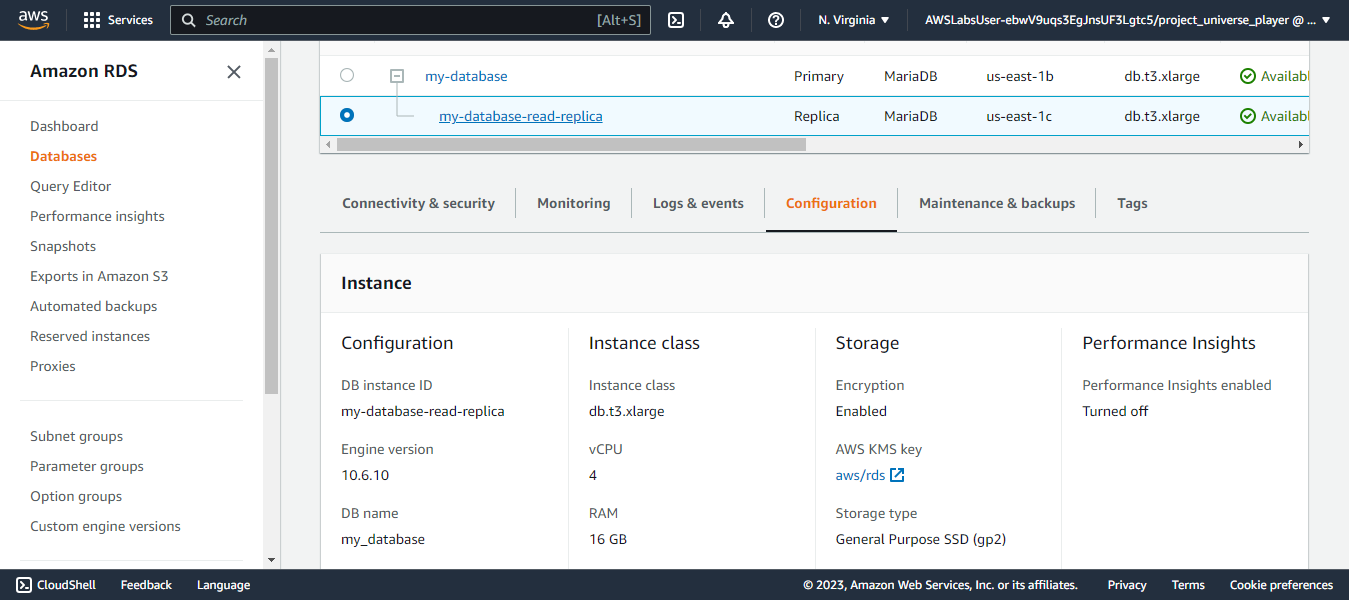 aws
Services
Search
[Alt+S]
N. Virginia ▼
AWSLabsUser-ebwV9uqs3EgJnsUF3Lgtc5/project_universe_player @ ... ▼
Amazon RDS
Dashboard
Databases
Query Editor
Performance insights
Snapshots
Exports in Amazon S3
Automated backups
Reserved instances
Proxies
Subnet groups
Parameter groups
Option groups
Custom engine versions
my-database Primary MariaDB us-east-1b db.t3.xlarge Availabl
my-database-read-replica Replica MariaDB us-east-1c db.t3.xlarge Availabl
Connectivity & security
Monitoring
Logs & events
Configuration
Maintenance & backups
Tags
Instance
Configuration
DB instance ID
my-database-read-replica
Engine version
10.6.10
DB name
my_database
Instance class
Instance class
db.t3.xlarge
vCPU
4
RAM
16 GB
Storage
Encryption
Enabled
AWS KMS key
aws/rds
Storage type
General Purpose SSD (gp2)
Performance Insights
Performance Insights enabled
Turned off
CloudShell
Feedback
Language
© 2023, Amazon Web Services, Inc. or its affiliates.
Privacy
Terms
Cookie preferences